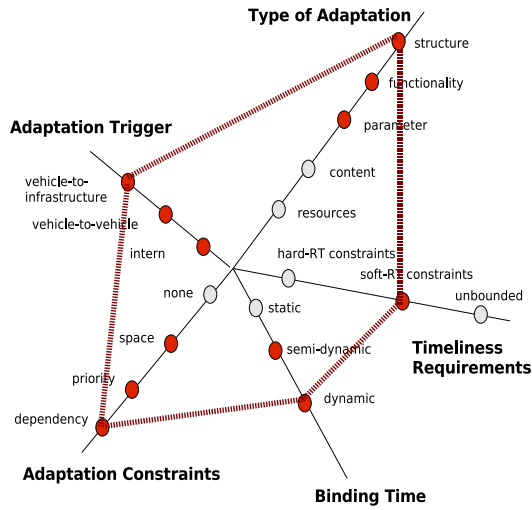 Type of Adaptation
structure
functionality
parameter
content
resources
Adaptation Trigger
vehicle-to-
infrastructure
vehicle-to-vehicle
intern
hard-RT constraints
soft-RT constraints
unbounded
Timeliness
Requirements
none
space
priority
dependency
Adaptation Constraints
static
semi-dynamic
dynamic
Binding Time